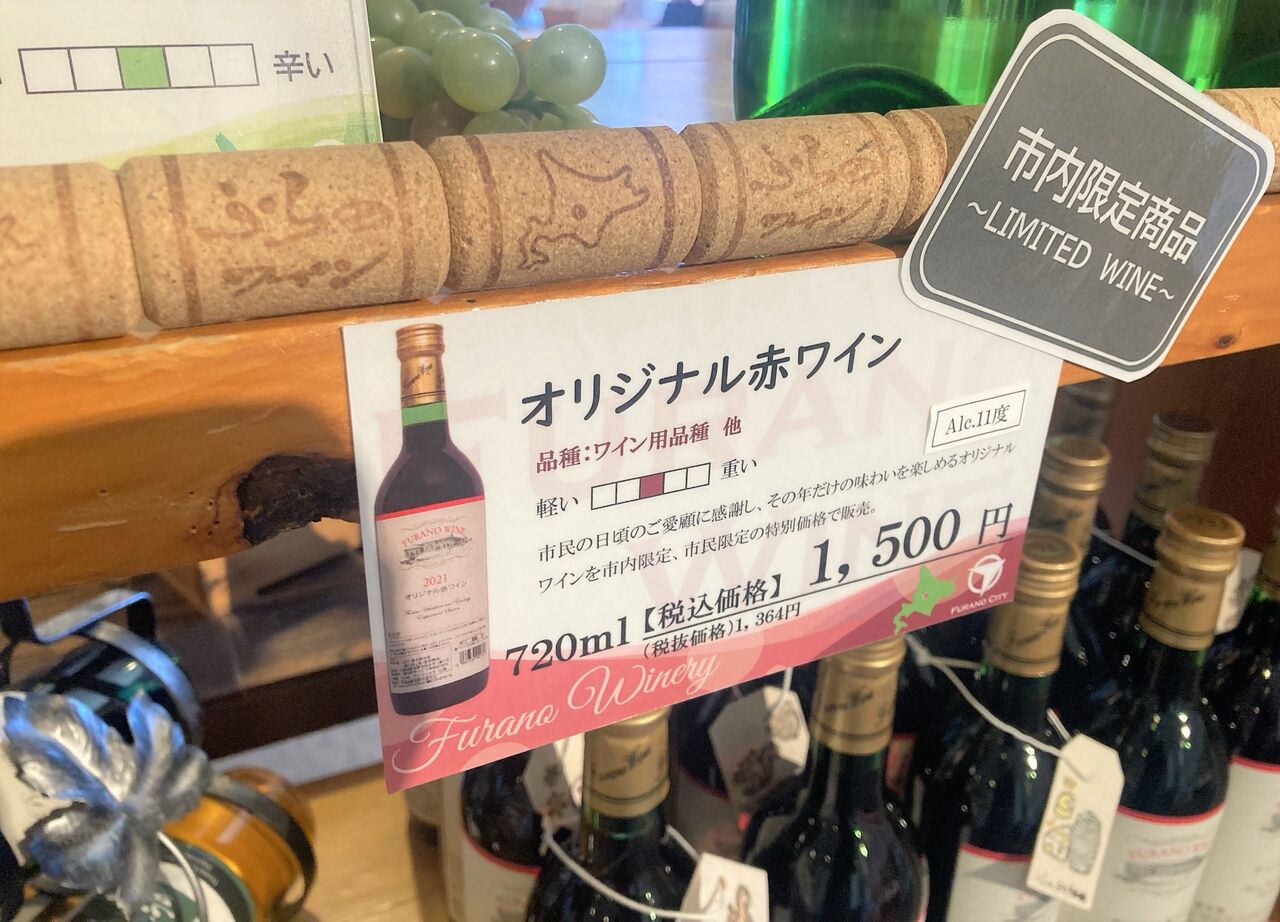 辛い
市内限定商品
~LIMITED WINE~
オリジナル赤ワイン
品種：ワイン用品種 他
Alc.11度
軽い
重い
市民の日頃のご愛顧に感謝し、その年だけの味わいを楽しめるオリジナル
ワインを市内限定、市民限定の特別価格で販売。
720ml【税込価格】1,500円
(税抜価格)1,364円
FURANO CITY
Furano Winery
FURANO WINE
2021
オリジナル赤ワイン